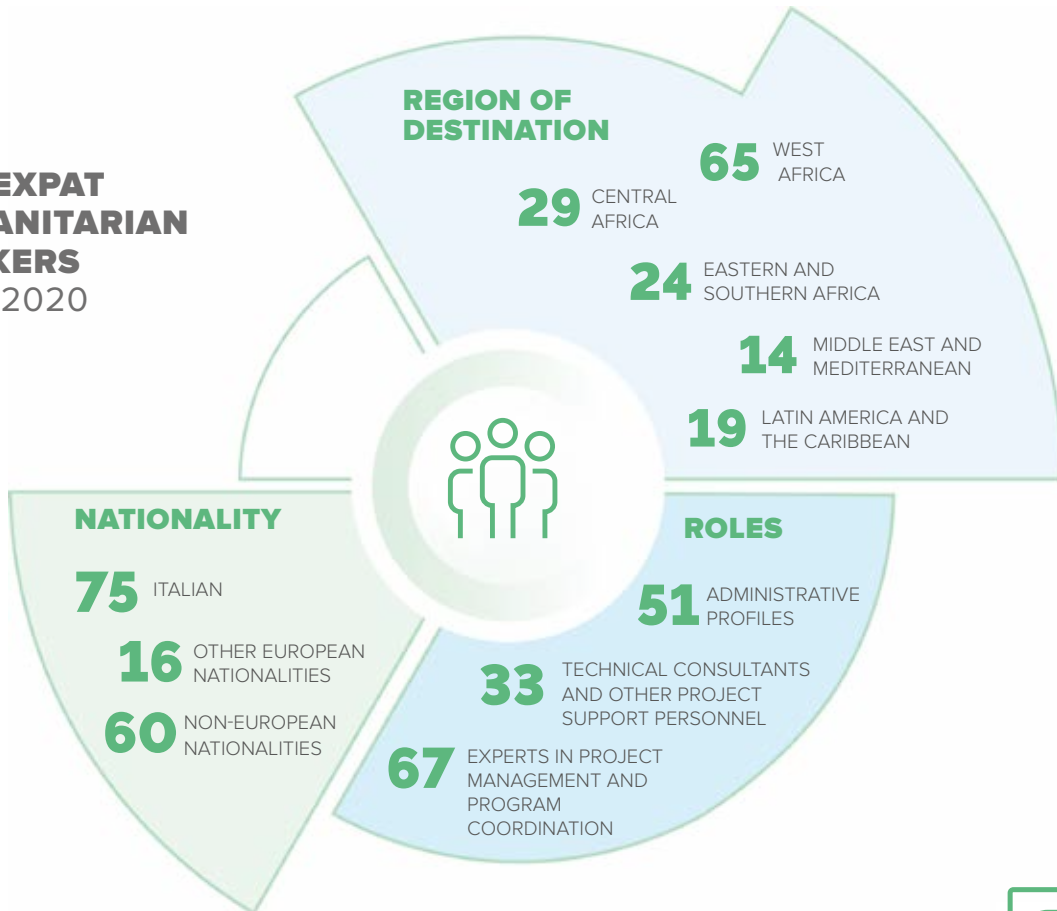 EXPAT
ANITARIAN
KERS
2020
REGION OF
DESTINATION
65 WEST
AFRICA
29 CENTRAL
AFRICA
24 EASTERN AND
SOUTHERN AFRICA
14 MIDDLE EAST AND
MEDITERRANEAN
19 LATIN AMERICA AND
THE CARIBBEAN
NATIONALITY
75 ITALIAN
16 OTHER EUROPEAN
NATIONALITIES
60 NON-EUROPEAN
NATIONALITIES
ROLES
51 ADMINISTRATIVE
PROFILES
33 TECHNICAL CONSULTANTS
AND OTHER PROJECT
SUPPORT PERSONNEL
67 EXPERTS IN PROJECT
MANAGEMENT AND
PROGRAM
COORDINATION